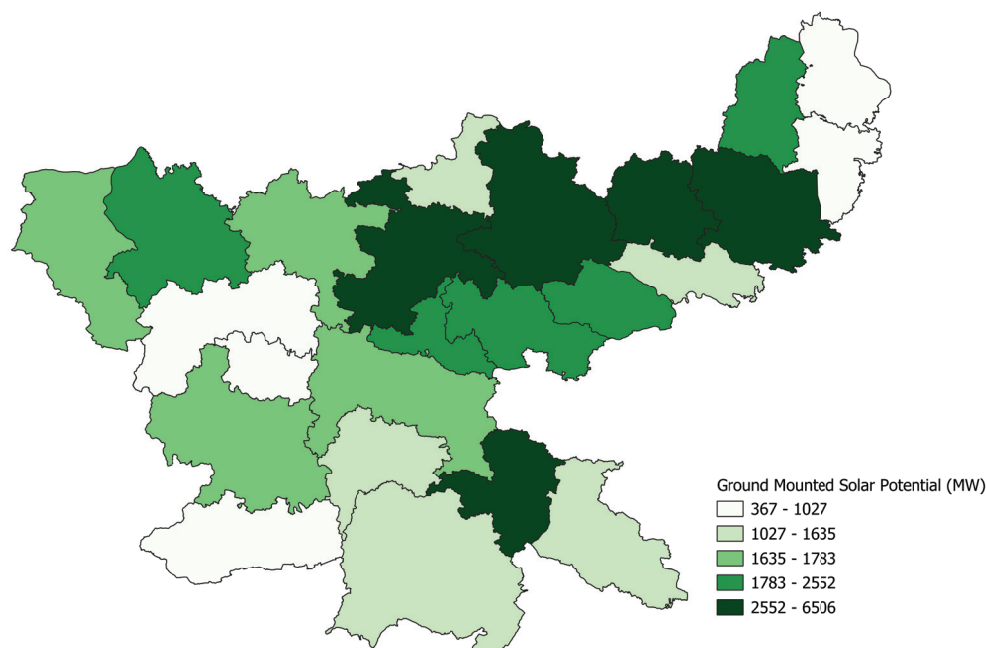 Ground Mounted Solar Potential (MW)
367 - 1027
1027 - 1635
1635 - 1783
1783 - 2552
2552 - 6506